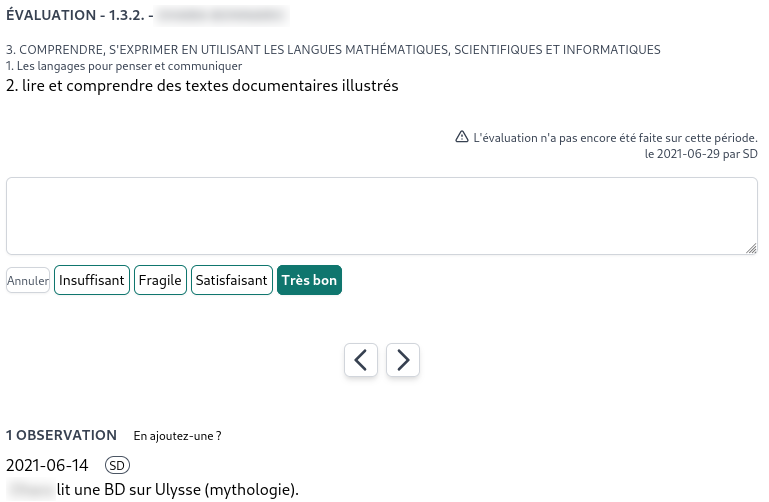 ÉVALUATION - 1.3.2. -
3. COMPRENDRE, S'EXPRIMER EN UTILISANT LES LANGUES MATHÉMATIQUES, SCIENTIFIQUES ET INFORMATIQUES
1. Les langages pour penser et communiquer
2. lire et comprendre des textes documentaires illustrés
L'évaluation n'a pas encore été faite sur cette période.
le 2021-06-29 par SD
Annuler Insuffisant Fragile Satisfaisant Très bon
1 OBSERVATION En ajoutez-une ?
2021-06-14 SD
lit une BD sur Ulysse (mythologie).